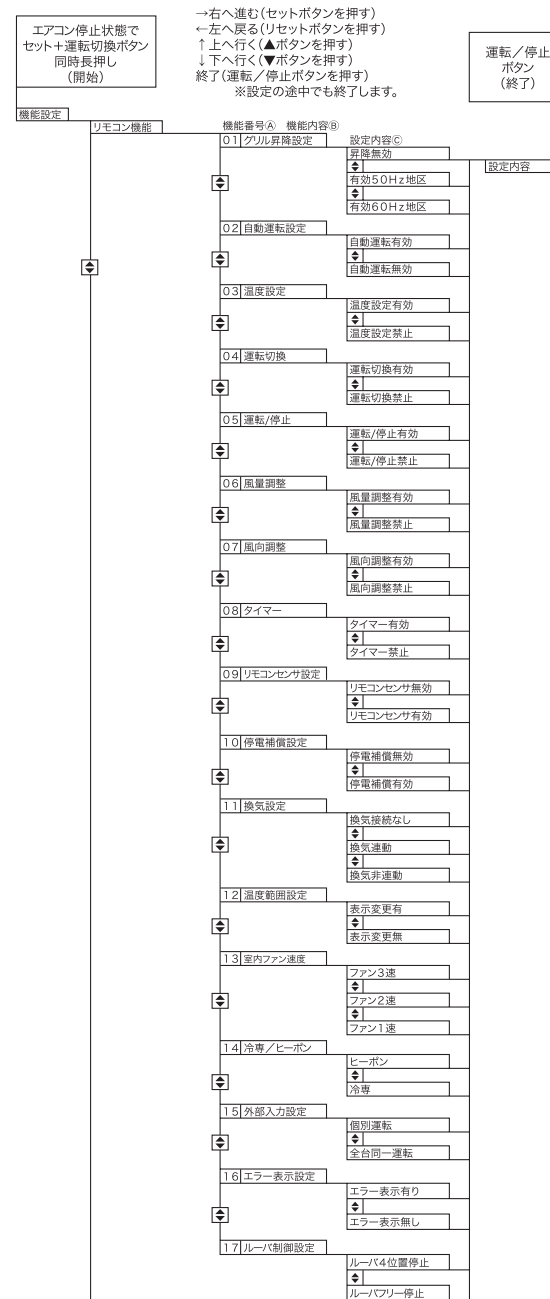 エアコン停止状態で
セット＋運転切換ボタン
同時長押し
(開始)
→右へ進む(セットボタンを押す)
←左へ戻る(リセットボタンを押す)
↑上へ行く(▲ボタンを押す)
↓下へ行く(▼ボタンを押す)
終了(運転／停止ボタンを押す)
※設定の途中でも終了します。
運転／停止
ボタン
(終了)
機能設定
リモコン機能
機能番号Ⓐ 機能内容Ⓑ
01 グリル昇降設定 設定内容Ⓒ
昇降無効
設定内容
有効50Hz地区
有効60Hz地区
02 自動運転設定
自動運転有効
自動運転無効
03 温度設定
温度設定有効
温度設定禁止
04 運転切換
運転切換有効
運転切換禁止
05 運転/停止
運転/停止有効
運転/停止禁止
06 風量調整
風量調整有効
風量調整禁止
07 風向調整
風向調整有効
風向調整禁止
08 タイマー
タイマー有効
タイマー禁止
09 リモコンセンサ設定
リモコンセンサ無効
リモコンセンサ有効
10 停電補償設定
停電補償無効
停電補償有効
11 換気設定
換気接続なし
換気連動
換気非連動
12 温度範囲設定
表示変更有
表示変更無
13 室内ファン速度
ファン3速
ファン2速
ファン1速
14 冷専／ヒーポン
ヒーポン
冷専
15 外部入力設定
個別運転
全台同一運転
16 エラー表示設定
エラー表示有り
エラー表示無し
17 ルーバ制御設定
ルーバ4位置停止
ルーバフリー停止